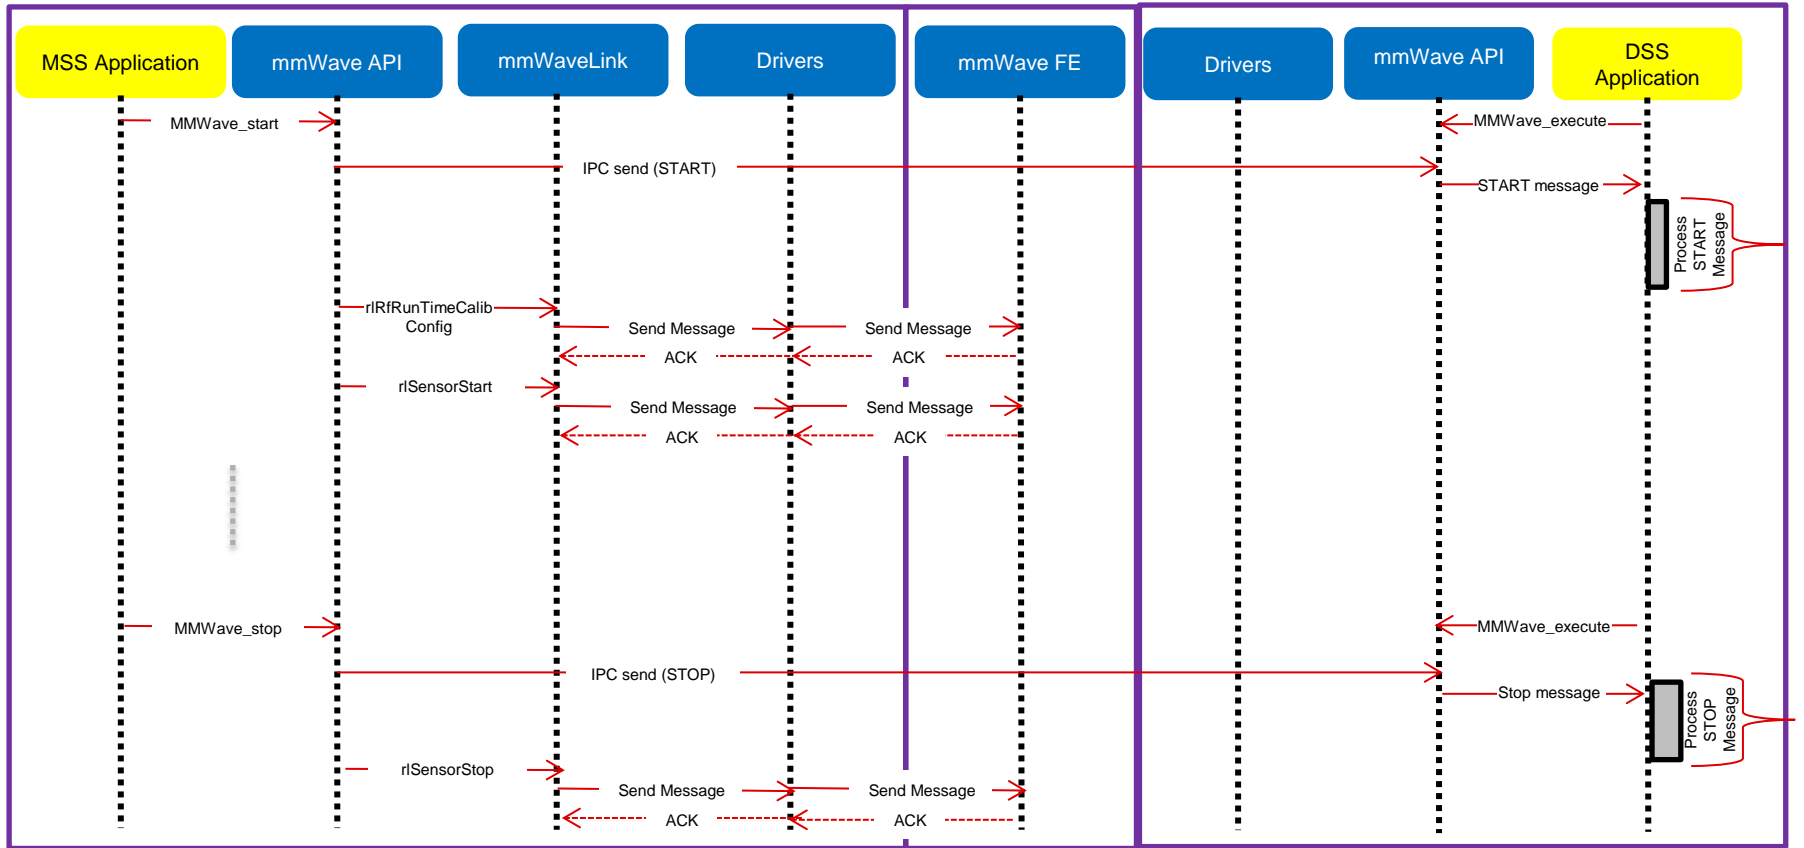 MSS Application
mmWave API
mmWaveLink
Drivers
mmWave FE
Drivers
mmWave API
DSS
Application
MMWave_start
MMWave_execute
IPC send (START)
START message
Process
START
Message
rlRfRunTimeCalib
Config
Send Message
Send Message
ACK
ACK
rlSensorStart
Send Message
Send Message
ACK
ACK
MMWave_stop
MMWave_execute
IPC send (STOP)
Stop message
Process
STOP
Message
rlSensorStop
Send Message
Send Message
ACK
ACK